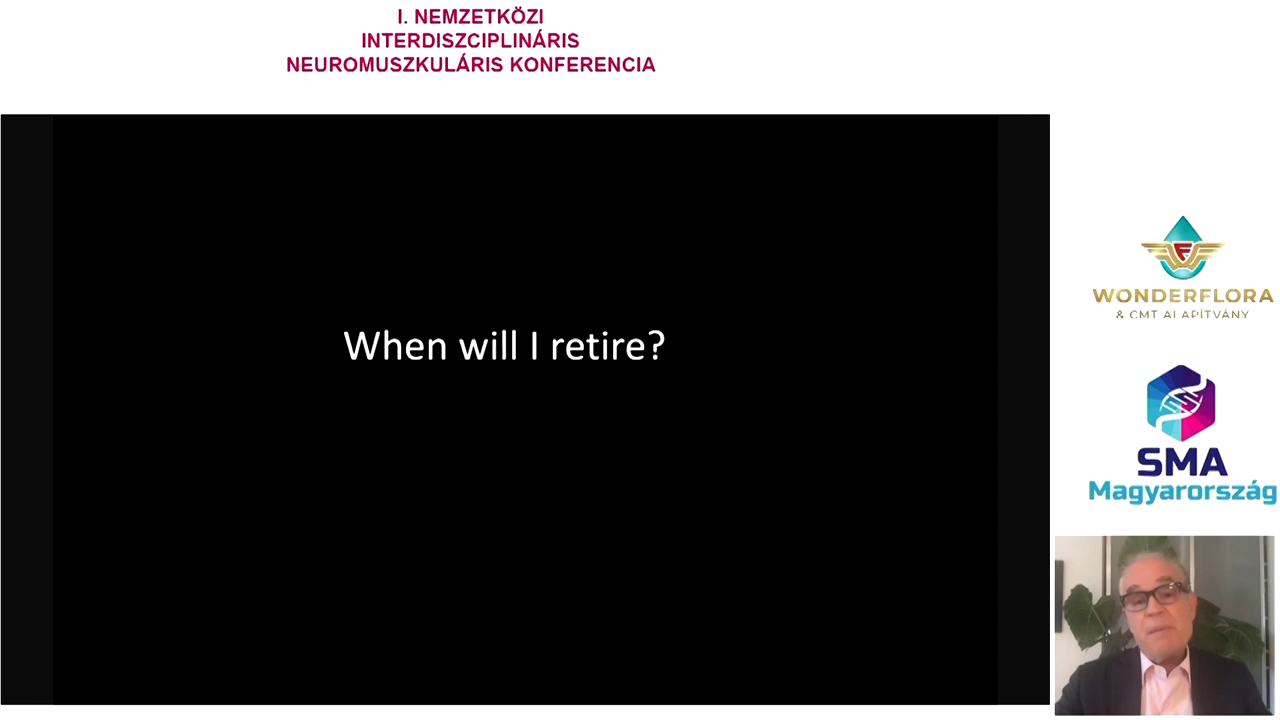 I. NEMZETKÖZI
INTERDISZCIPLINÁRIS
NEUROMUSZKULÁRIS KONFERENCIA
When will I retire?
WONDERFLORA
& CMT ALAPÍTVÁNY
SMA
Magyarország